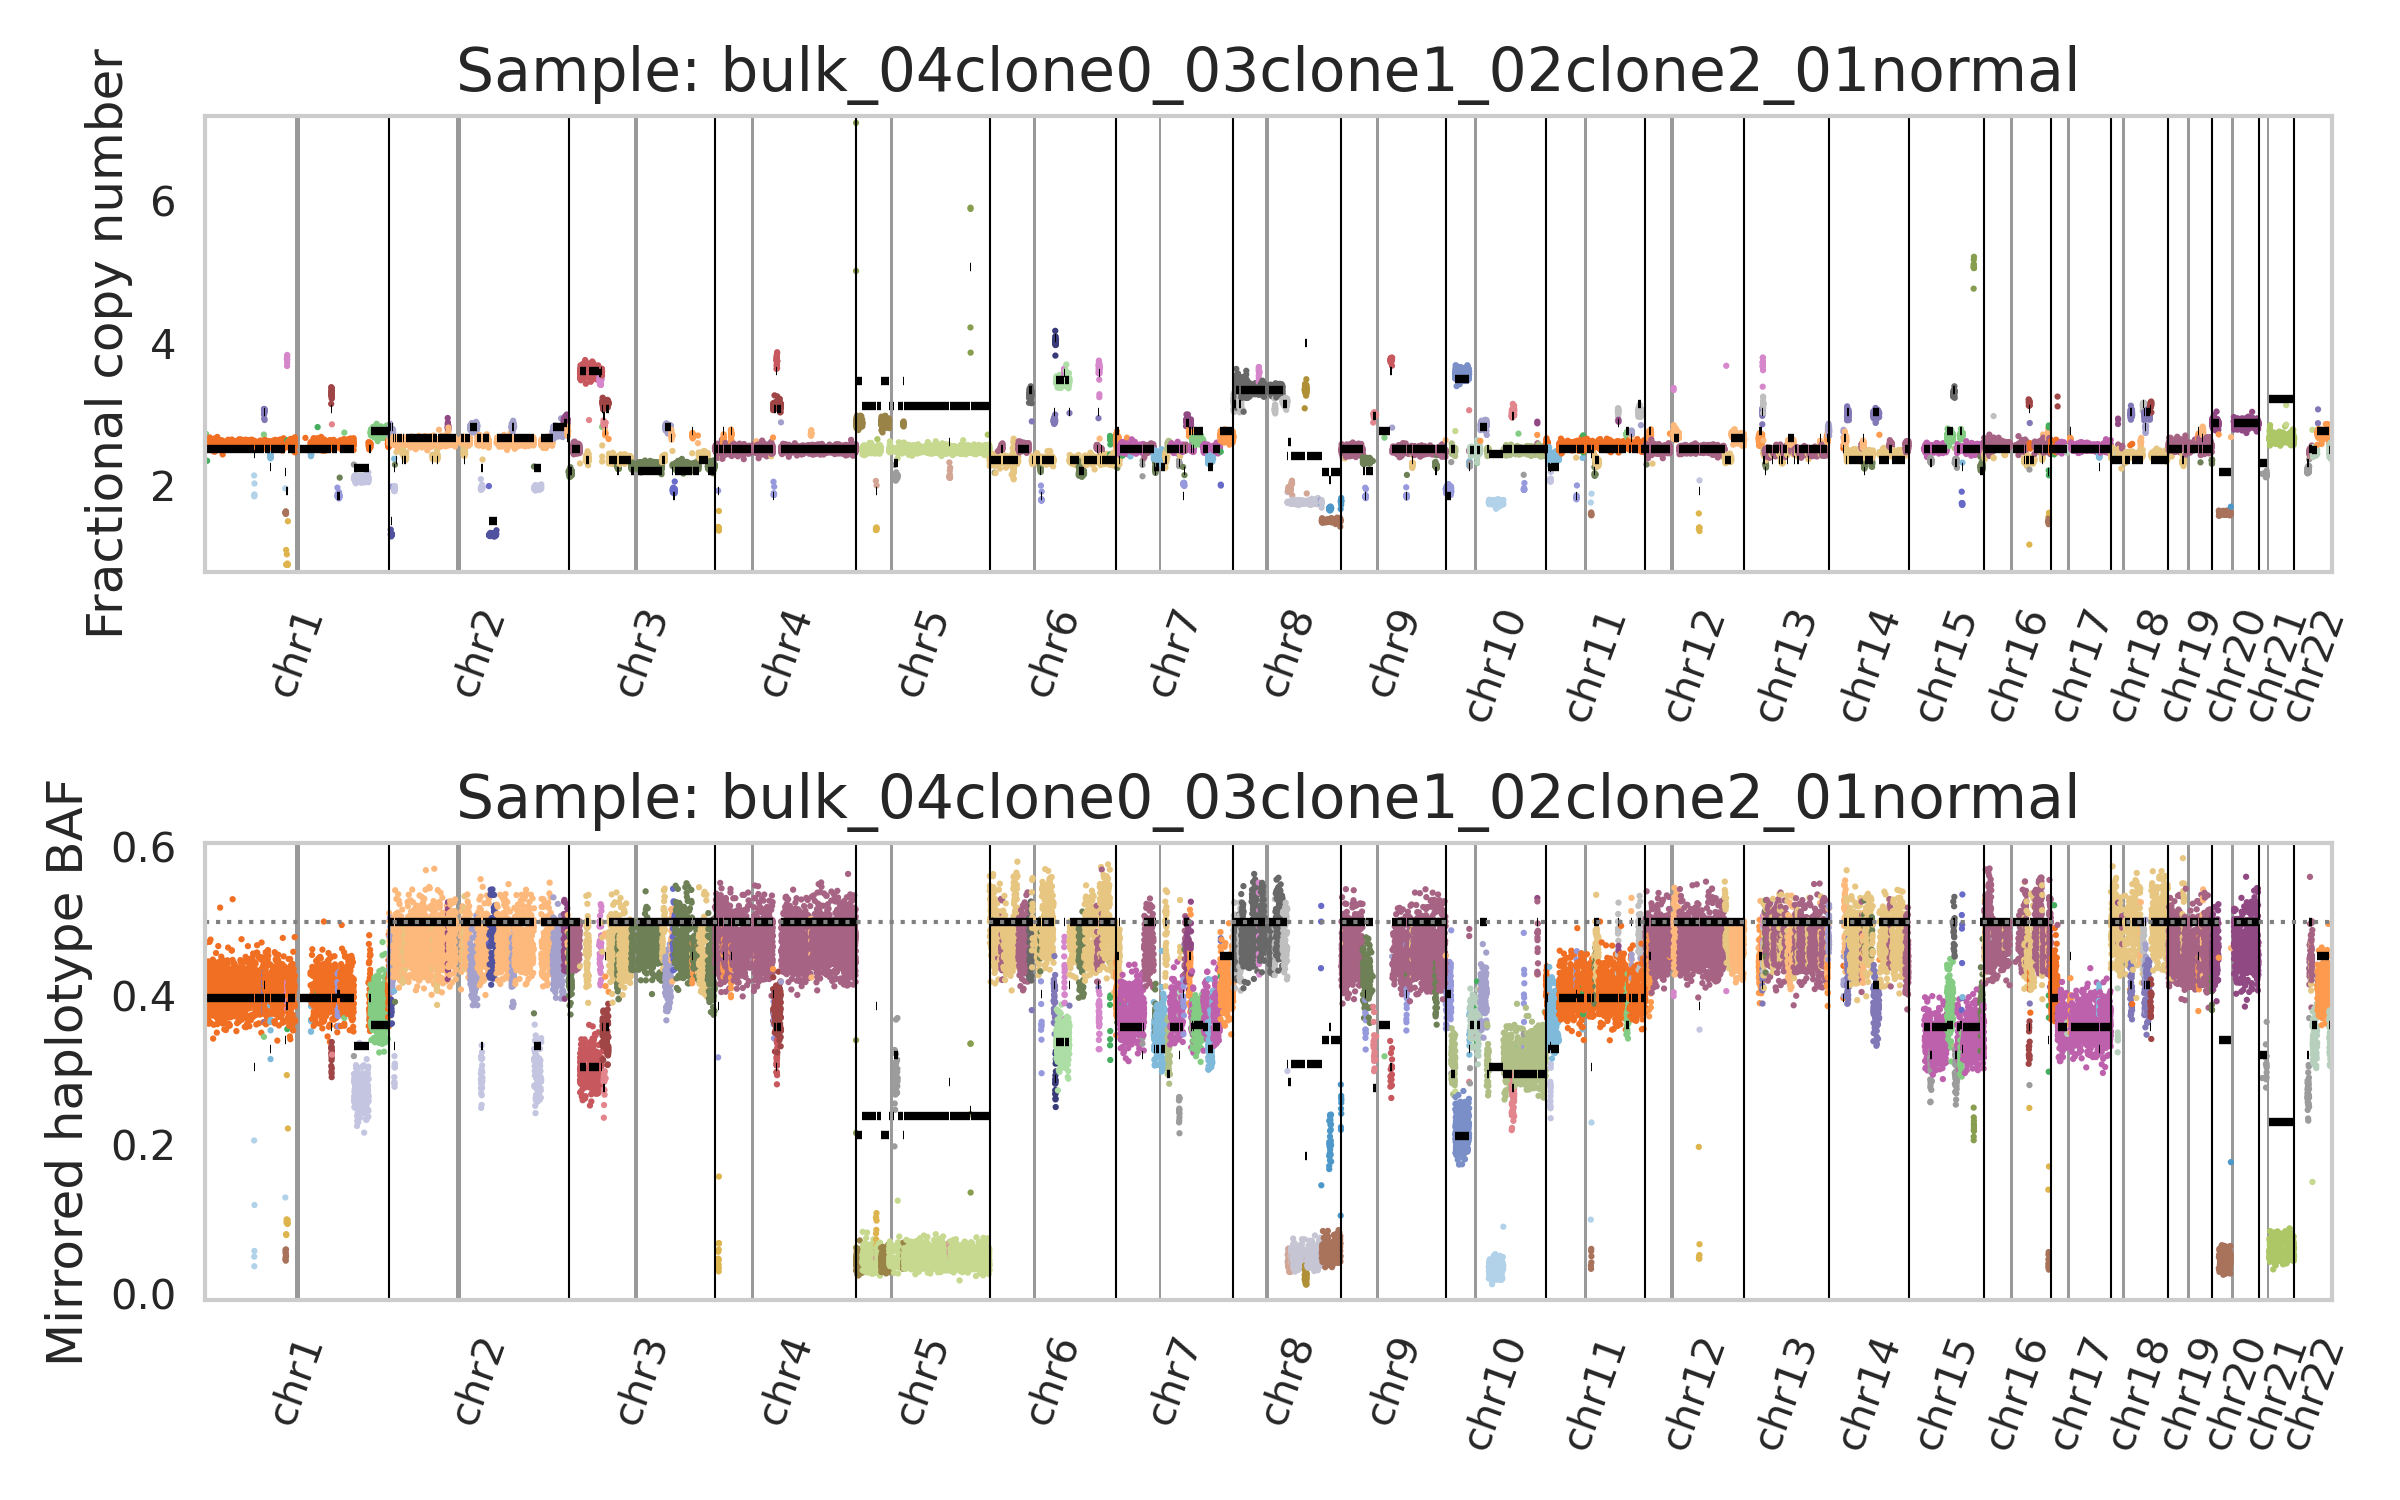 Sample: bulk_04clone0_03clone1_02clone2_01normal
Fractional copy number
6
4
2
chr1
chr2
chr3
chr4
chr5
chr6
chr7
chr8
chr9
chr10
chr11
chr12
chr13
chr14
chr15
chr16
chr17
chr18
chr19
chr20
chr21
chr22
Sample: bulk_04clone0_03clone1_02clone2_01normal
Mirrored haplotype BAF
0.6
0.4
0.2
0.0
chr1
chr2
chr3
chr4
chr5
chr6
chr7
chr8
chr9
chr10
chr11
chr12
chr13
chr14
chr15
chr16
chr17
chr18
chr19
chr20
chr21
chr22